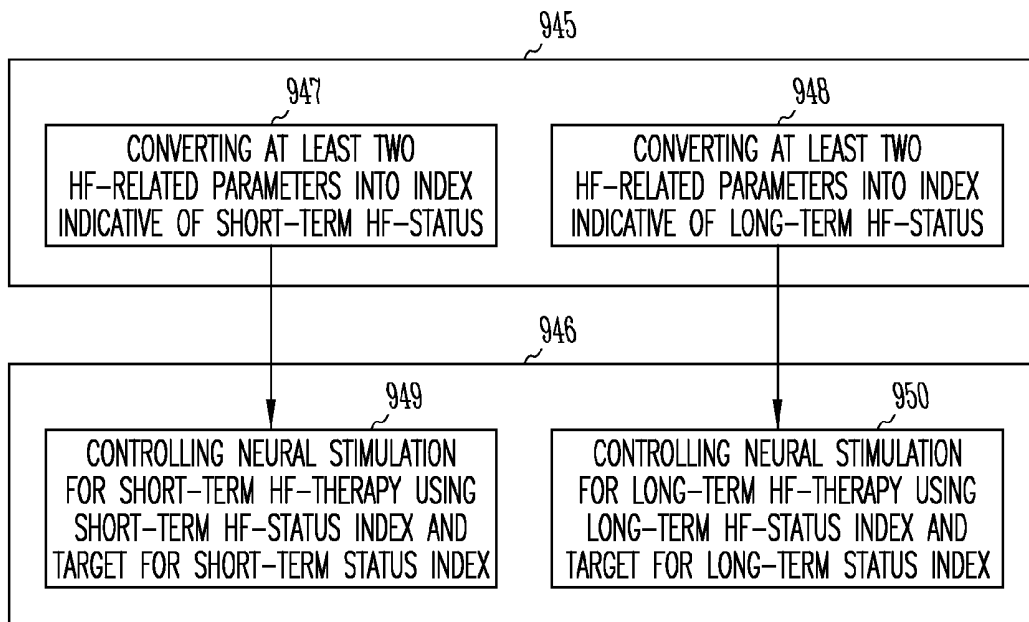 945
947
CONVERTING AT LEAST TWO
HF-RELATED PARAMETERS INTO INDEX
INDICATIVE OF SHORT-TERM HF-STATUS
948
CONVERTING AT LEAST TWO
HF-RELATED PARAMETERS INTO INDEX
INDICATIVE OF LONG-TERM HF-STATUS
946
949
CONTROLLING NEURAL STIMULATION
FOR SHORT-TERM HF-THERAPY USING
SHORT-TERM HF-STATUS INDEX AND
TARGET FOR SHORT-TERM STATUS INDEX
950
CONTROLLING NEURAL STIMULATION
FOR LONG-TERM HF-THERAPY USING
LONG-TERM HF-STATUS INDEX AND
TARGET FOR LONG-TERM STATUS INDEX